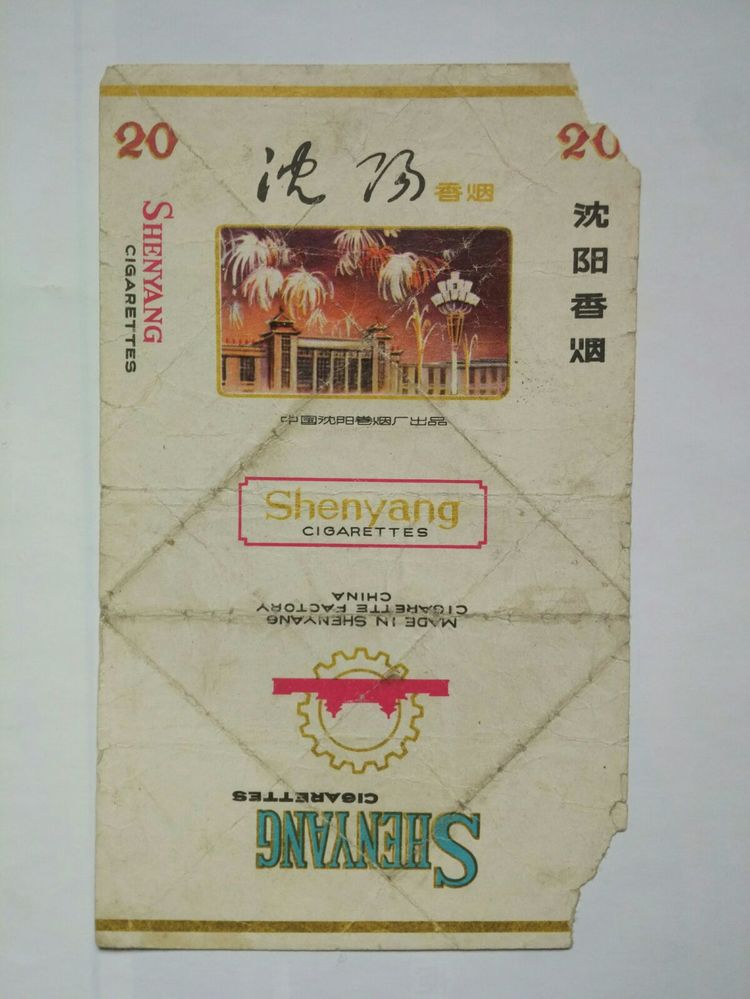 20
20
沈阳香烟
SHENYANG
CIGARETTES
沈阳香烟
中国沈阳卷烟厂出品
Shenyang
CIGARETTES
MADE IN SHENYANG
CIGARETTE FACTORY
CHINA
SHENYANG
CIGARETTES